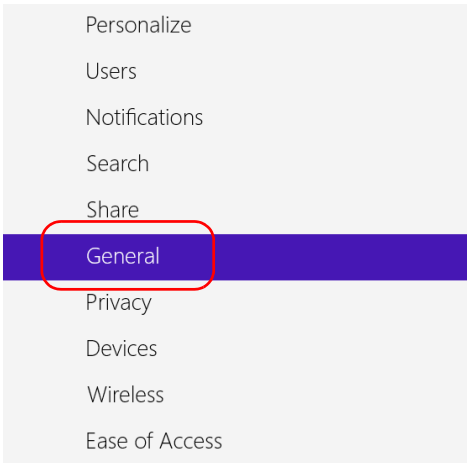 Personalize
Users
Notifications
Search
Share
General
Privacy
Devices
Wireless
Ease of Access